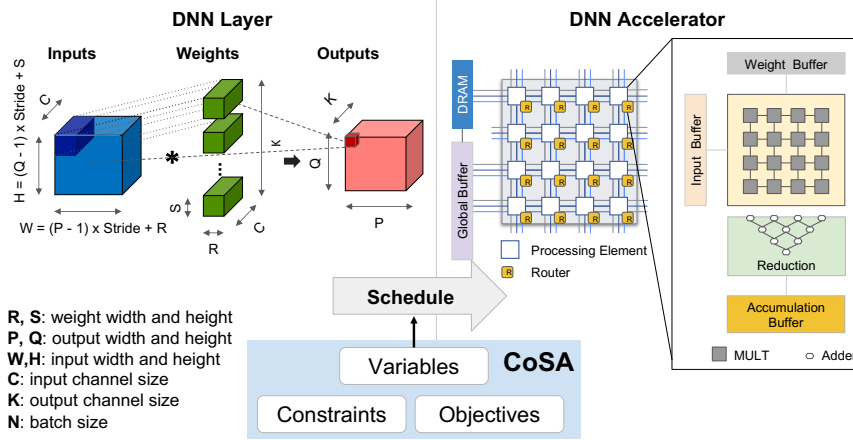 DNN Layer
Inputs
Weights
Outputs
C
H = (Q - 1) x Stride + S
W = (P - 1) x Stride + R
*
K
S
R
C
K
Q
P
DNN Accelerator
DRAM
Global Buffer
R R R R
R R R R
R R R R
R R R R
Processing Element
R Router
Weight Buffer
Input Buffer
Reduction
Accumulation
Buffer
MULT
Adder
Schedule
R, S: weight width and height
P, Q: output width and height
W,H: input width and height
C: input channel size
K: output channel size
N: batch size
CoSA
Variables
Constraints
Objectives